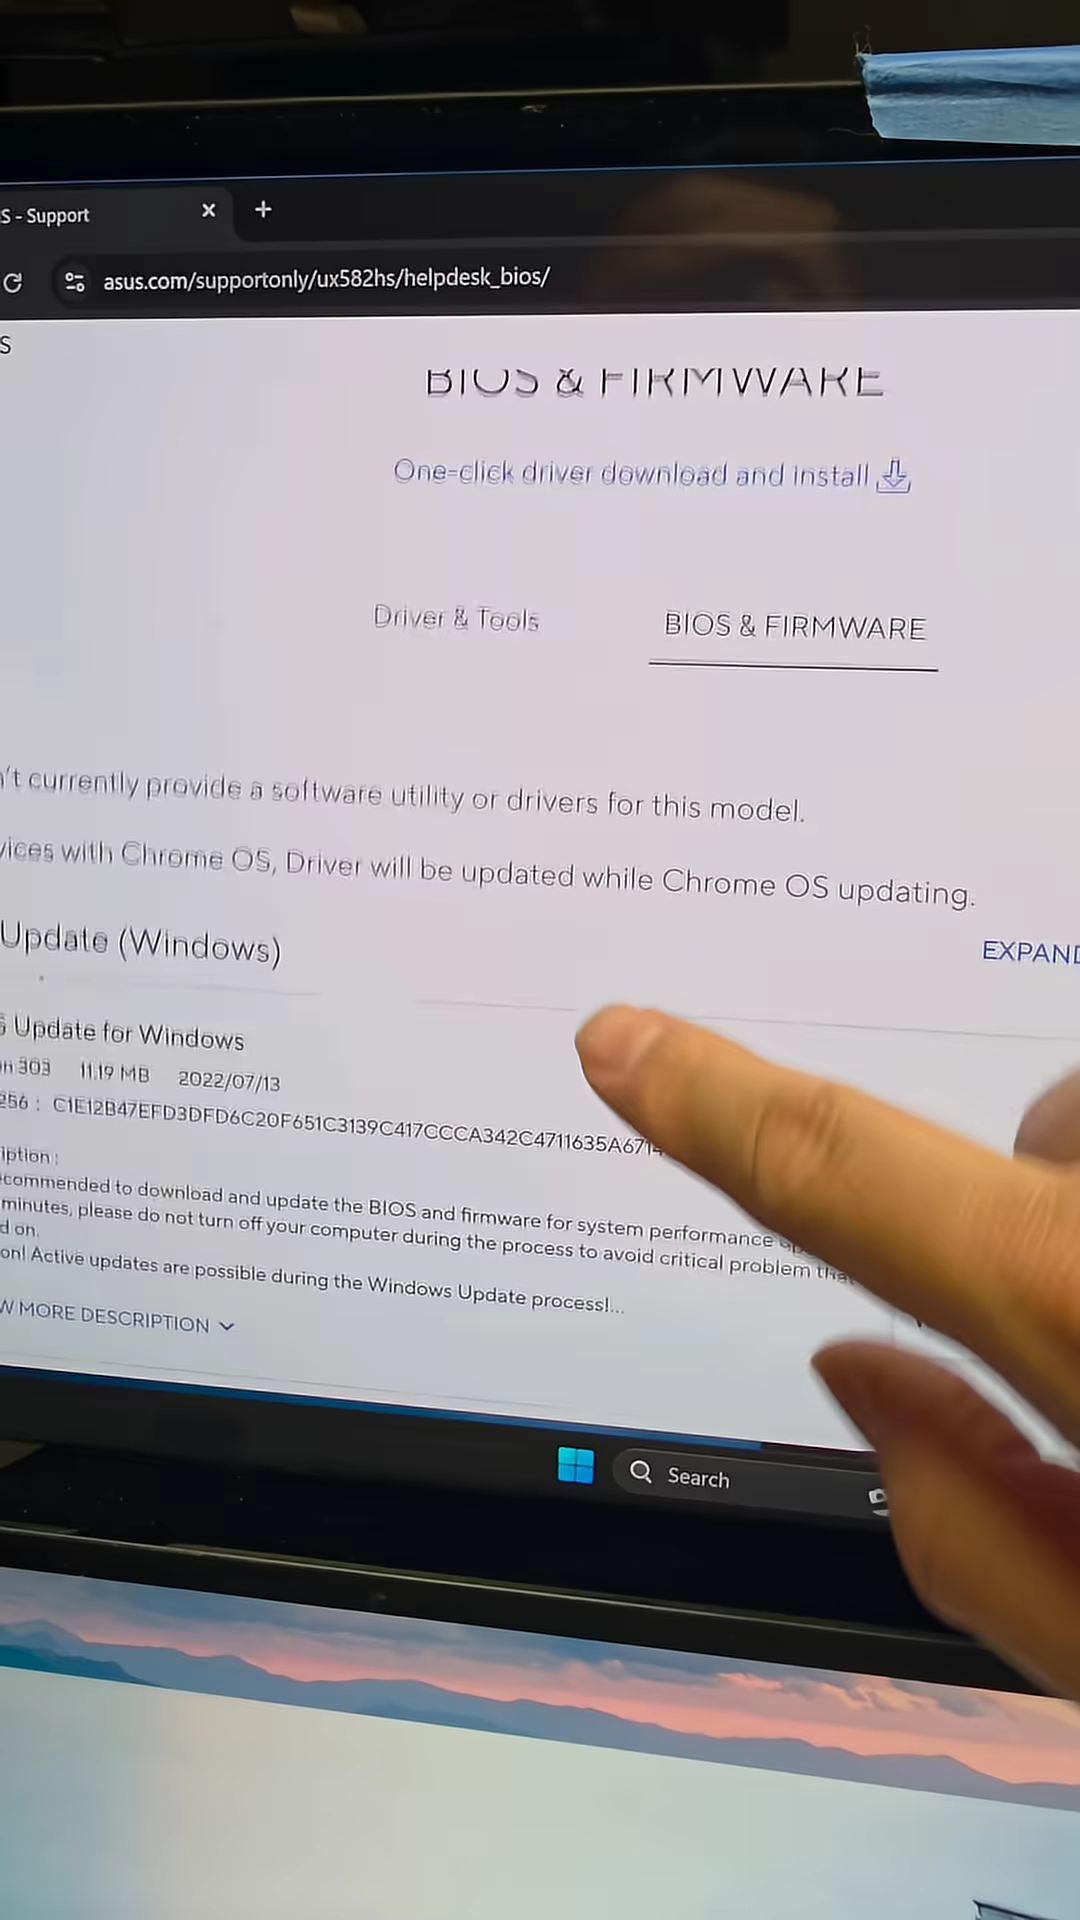 S - Support
asus.com/supportonly/ux582hs/helpdesk_bios/
S
BIOS & FIRMWARE
One-click driver download and install
Driver & Tools
BIOS & FIRMWARE
't currently provide a software utility or drivers for this model.
vices with Chrome OS, Driver will be updated while Chrome OS updating.
Update (Windows)
EXPAND
S Update for Windows
n 303 11.19 MB 2022/07/13
256 : C1E12B47EFD3DFD6C20F651C3139C417CCCA342C4711635A6714
iption :
commended to download and update the BIOS and firmware for system performance
minutes, please do not turn off your computer during the process to avoid critical problem tha
d on.
on! Active updates are possible during the Windows Update process!...
W MORE DESCRIPTION
Search